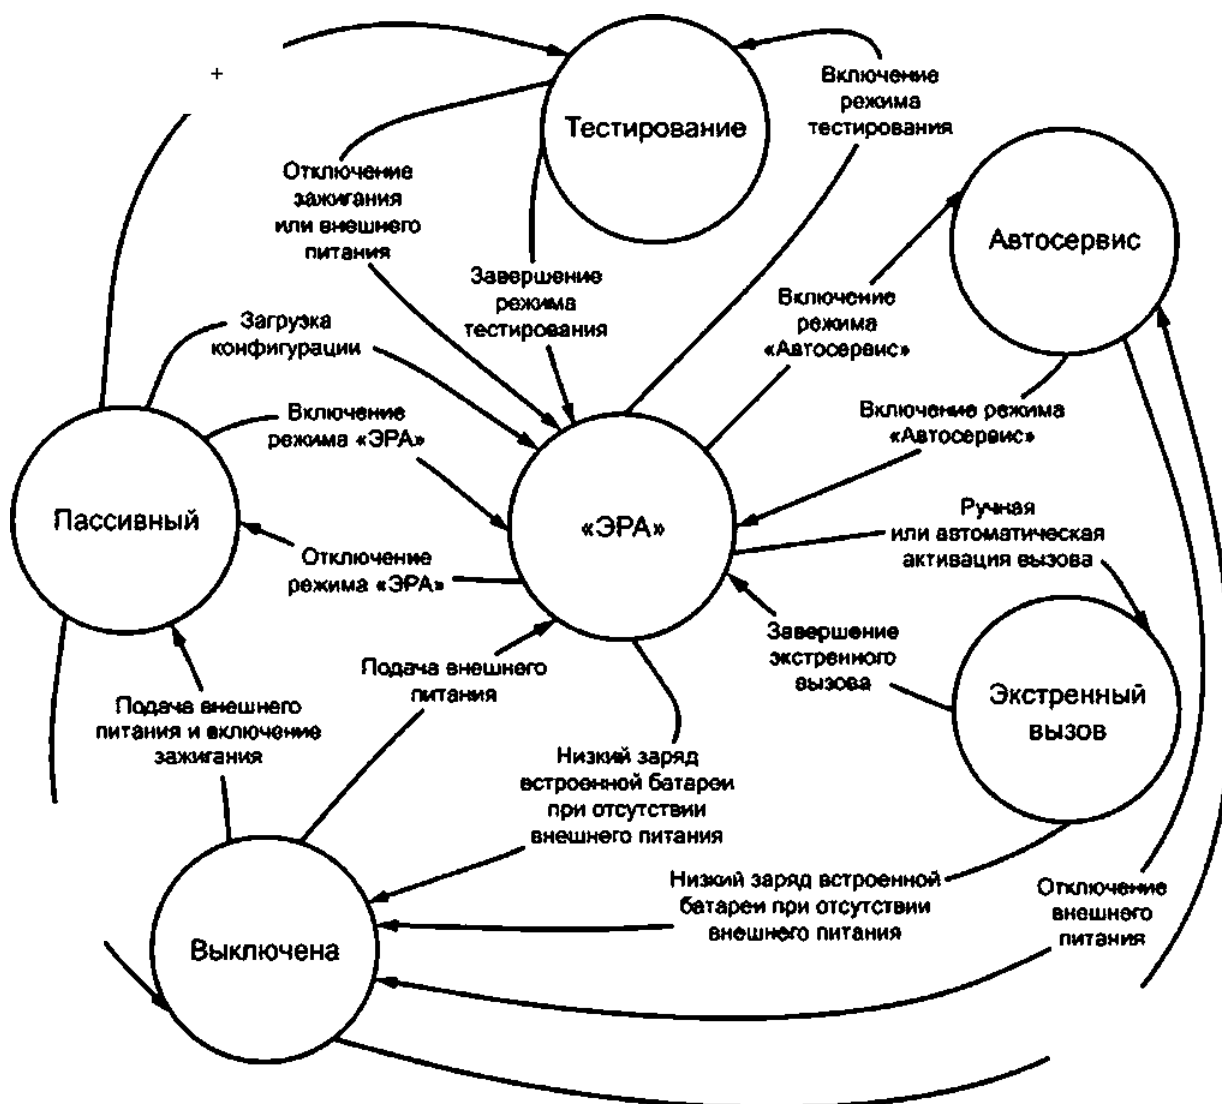 +
Тестирование
Включение
режима
тестирования
Отключение
зажигания
или внешнего
питания
Автосервис
Завершение
режима
тестирования
Включение
режима
«Автосервис»
Загрузка
конфигурации
Включение
режима «ЭРА»
Включение режима
«Автосервис»
Пассивный
«ЭРА»
Ручная
или автоматическая
активация вызова
Отключение
режима «ЭРА»
Завершение
экстренного
вызова
Подача внешнего
питания
Экстренный
вызов
Подача внешнего
питания и включение
зажигания
Низкий заряд
встроенной батареи
при отсутствии
внешнего питания
Низкий заряд встроенной
батареи при отсутствии
внешнего питания
Отключение
внешнего
питания
Выключена